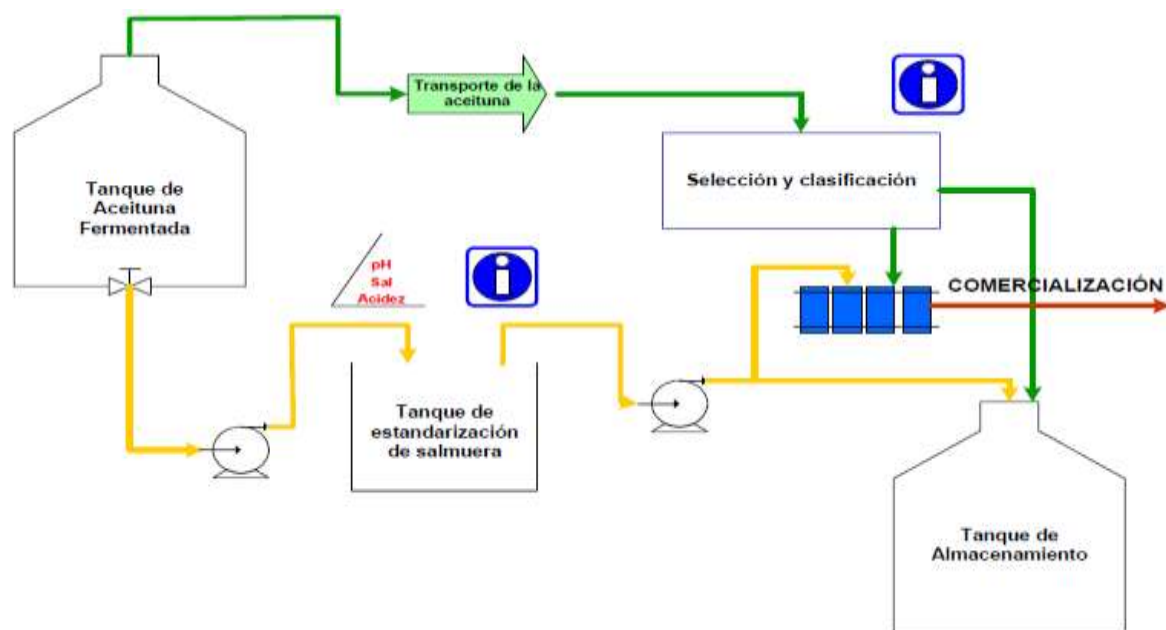 Transporte de la
aceituna
Selección y clasificación
Tanque de
Aceituna
Fermentada
pH
Sal
Acidez
COMERCIALIZACIÓN
Tanque de
estandarización
de salmuera
Tanque de
Almacenamiento